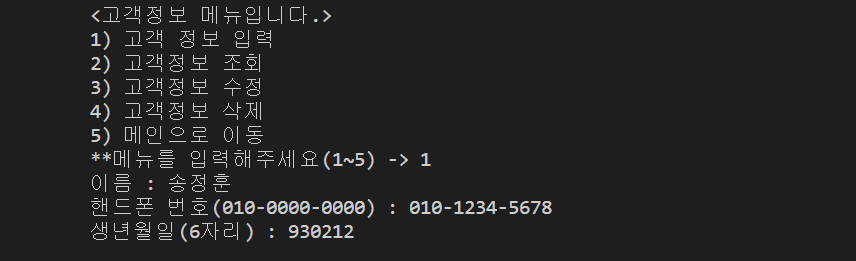 <고객정보 메뉴입니다.>
1) 고객 정보 입력
2) 고객정보 조회
3) 고객정보 수정
4) 고객정보 삭제
5) 메인으로 이동
**메뉴를 입력해주세요(1~5) -> 1
이름 : 송정훈
핸드폰 번호(010-0000-0000) : 010-1234-5678
생년월일(6자리) : 930212